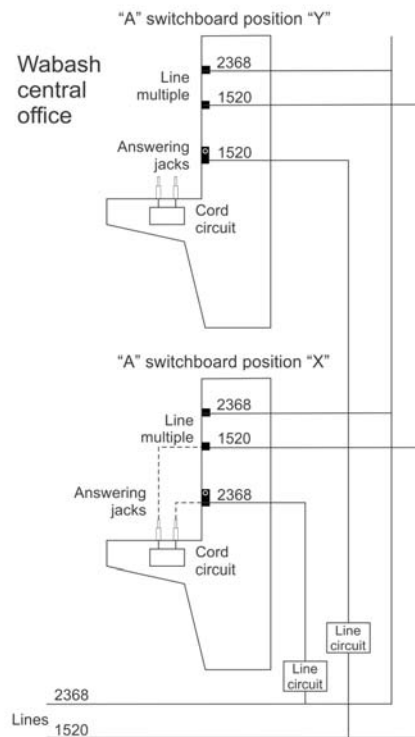 “A” switchboard position “Y”
Wabash
central
office
2368
Line
multiple
1520
Answering
jacks
1520
Cord
circuit
“A” switchboard position “X”
2368
Line
multiple
1520
Answering
jacks
2368
Cord
circuit
Line
circuit
Line
circuit
2368
Lines
1520